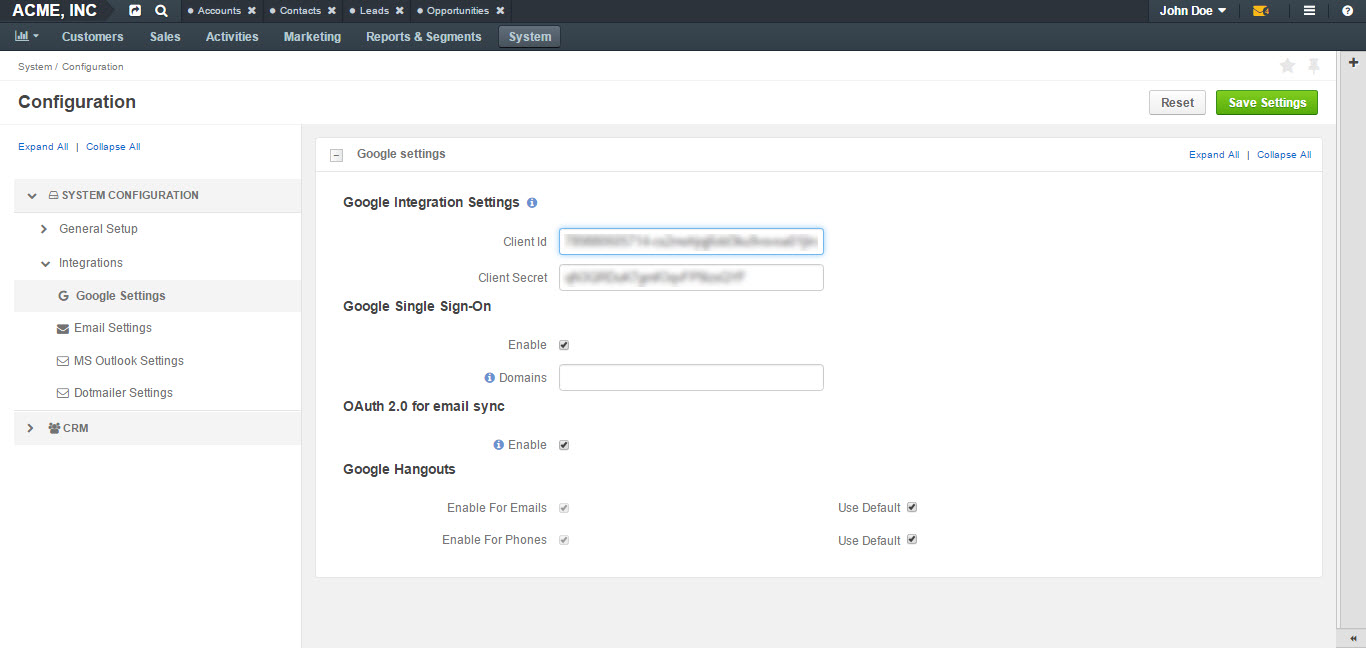 ACME, INC
Accounts
Contacts
Leads
Opportunities
John Doe
4
Customers
Sales
Activities
Marketing
Reports & Segments
System
System / Configuration
Configuration
Reset
Save Settings
Expand All | Collapse All
SYSTEM CONFIGURATION
General Setup
Integrations
Google Settings
Email Settings
MS Outlook Settings
Dotmailer Settings
CRM
Google settings
Expand All | Collapse All
Google Integration Settings
Client Id
Client Secret
Google Single Sign-On
Enable
Domains
OAuth 2.0 for email sync
Enable
Google Hangouts
Enable For Emails
Use Default
Enable For Phones
Use Default